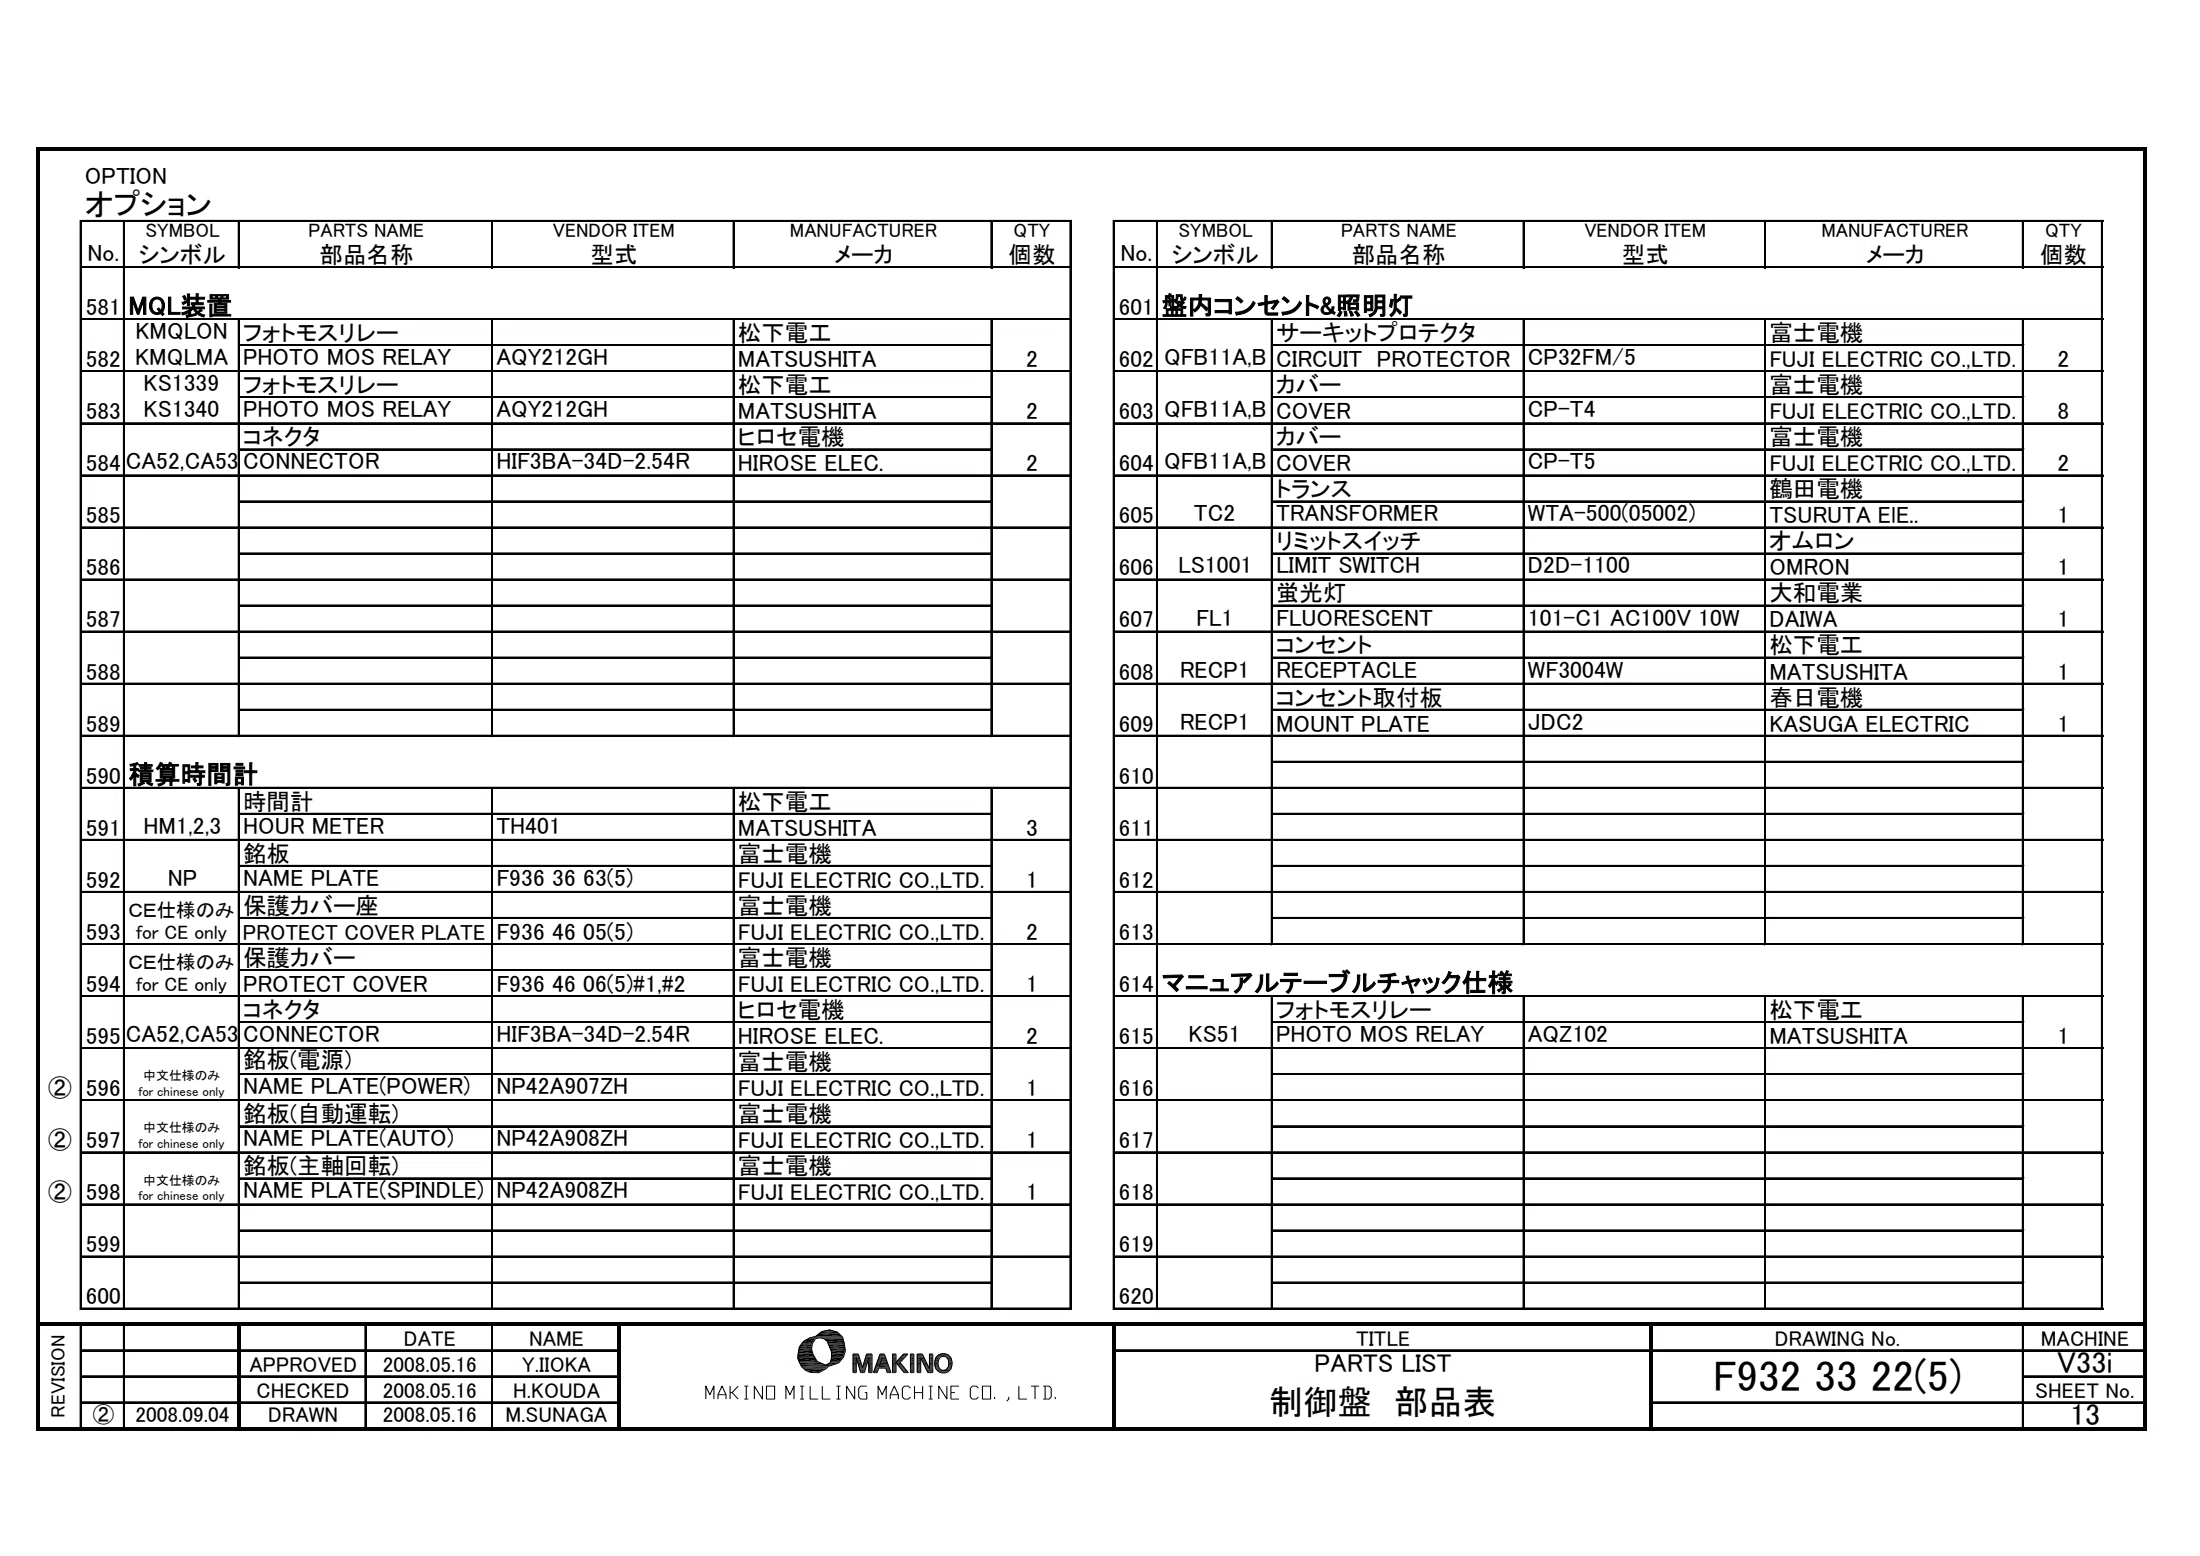 OPTION
オプション
No. SYMBOL シンボル PARTS NAME 部品名称 VENDOR ITEM 型式 MANUFACTURER メーカ QTY 個数
581 MQL装置
KMQLON フォトモスリレー 松下電工
582 KMQLMA PHOTO MOS RELAY AQY212GH MATSUSHITA 2
KS1339 フォトモスリレー 松下電工
583 KS1340 PHOTO MOS RELAY AQY212GH MATSUSHITA 2
コネクタ ヒロセ電機
584 CA52,CA53 CONNECTOR HIF3BA-34D-2.54R HIROSE ELEC. 2
585
586
587
588
589
590 積算時間計
時間計 松下電工
591 HM1,2,3 HOUR METER TH401 MATSUSHITA 3
銘板 富士電機
592 NP NAME PLATE F936 36 63(5) FUJI ELECTRIC CO.,LTD. 1
CE仕様のみ 保護カバー座 富士電機
593 for CE only PROTECT COVER PLATE F936 46 05(5) FUJI ELECTRIC CO.,LTD. 2
CE仕様のみ 保護カバー 富士電機
594 for CE only PROTECT COVER F936 46 06(5)#1,#2 FUJI ELECTRIC CO.,LTD. 1
コネクタ ヒロセ電機
595 CA52,CA53 CONNECTOR HIF3BA-34D-2.54R HIROSE ELEC. 2
中文仕様のみ 銘板(電源) 富士電機
② 596 for chinese only NAME PLATE(POWER) NP42A907ZH FUJI ELECTRIC CO.,LTD. 1
中文仕様のみ 銘板(自動運転) 富士電機
② 597 for chinese only NAME PLATE(AUTO) NP42A908ZH FUJI ELECTRIC CO.,LTD. 1
中文仕様のみ 銘板(主軸回転) 富士電機
② 598 for chinese only NAME PLATE(SPINDLE) NP42A908ZH FUJI ELECTRIC CO.,LTD. 1
599
600
No. SYMBOL シンボル PARTS NAME 部品名称 VENDOR ITEM 型式 MANUFACTURER メーカ QTY 個数
601 盤内コンセント&照明灯
サーキットプロテクタ 富士電機
602 QFB11A,B CIRCUIT PROTECTOR CP32FM/5 FUJI ELECTRIC CO.,LTD. 2
カバー 富士電機
603 QFB11A,B COVER CP-T4 FUJI ELECTRIC CO.,LTD. 8
カバー 富士電機
604 QFB11A,B COVER CP-T5 FUJI ELECTRIC CO.,LTD. 2
トランス 鶴田電機
605 TC2 TRANSFORMER WTA-500(05002) TSURUTA ElE.. 1
リミットスイッチ オムロン
606 LS1001 LIMIT SWITCH D2D-1100 OMRON 1
蛍光灯 大和電業
607 FL1 FLUORESCENT 101-C1 AC100V 10W DAIWA 1
コンセント 松下電工
608 RECP1 RECEPTACLE WF3004W MATSUSHITA 1
コンセント取付板 春日電機
609 RECP1 MOUNT PLATE JDC2 KASUGA ELECTRIC 1
610
611
612
613
614 マニュアルテーブルチャック仕様
フォトモスリレー 松下電工
615 KS51 PHOTO MOS RELAY AQZ102 MATSUSHITA 1
616
617
618
619
620
REVISION
DATE NAME
APPROVED 2008.05.16 Y.IIOKA
CHECKED 2008.05.16 H.KOUDA
② 2008.09.04 DRAWN 2008.05.16 M.SUNAGA
MAKINO
MAKINO MILLING MACHINE CO. , LTD.
TITLE
PARTS LIST
制御盤 部品表
DRAWING No.
F932 33 22(5)
MACHINE
V33i
SHEET No.
13